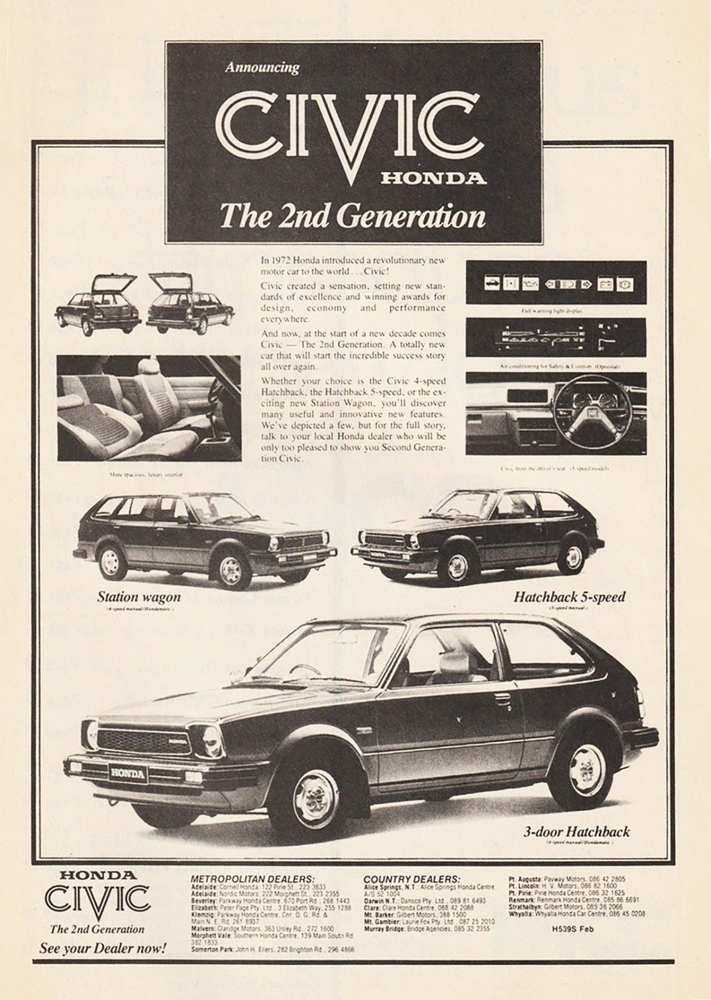 Announcing
CIVIC
HONDA
The 2nd Generation
In 1972 Honda introduced a revolutionary new
motor car to the world . . . Civic!
Civic created a sensation, setting new stan-
dards of excellence and winning awards for
design, economy and performance
everywhere.
And now, at the start of a new decade comes
Civic — The 2nd Generation. A totally new
car that will start the incredible success story
all over again.
Whether your choice is the Civic 4-speed
Hatchback, the Hatchback 5-speed, or the ex-
citing new Station Wagon, you'll discover
many useful and innovative new features.
We've depicted a few, but for the full story,
talk to your local Honda dealer who will be
only too pleased to show you Second Genera-
tion Civic.
More spacious, luxury interior
Full warning light display.
Air conditioning for Safety & Comfort. (Optional)
Civic from the driver's seat. (5-speed model)
Station wagon
(4-speed manual/Hondamatic.)
HONDA
Hatchback 5-speed
(5-speed manual.)
HONDA
HONDA
3-door Hatchback
(4-speed manual/Hondamatic.)
HONDA
CIVIC
The 2nd Generation
See your Dealer now!
METROPOLITAN DEALERS:
Adelaide: Cornell Honda, 122 Pirie St., 223 3633
Adelaide: Nordic Motors, 222 Morphett St., 223 2355
Beverley: Parkway Honda Centre, 670 Port Rd., 268 1443
Elizabeth: Peter Page Pty. Ltd., 3 Elizabeth Way, 255 1288
Klemzig: Parkway Honda Centre, Cnr. O. G. Rd. &
Main N. E. Rd. 261 8937
Malvern: Claridge Motors, 363 Unley Rd., 272 1600
Morphett Vale: Southern Honda Centre, 139 Main South Rd.
382 1833
Somerton Park: John H. Ellers, 282 Brighton Rd., 296 4866
COUNTRY DEALERS:
Alice Springs, N.T.: Alice Springs Honda Centre,
A/S 52 1004
Darwin N.T.: Dansco Pty. Ltd., 089 81 6493
Clare: Clare Honda Centre, 088 42 2088
Mt. Barker: Gilbert Motors, 388 1500
Mt. Gambier: Laurie Fox Pty. Ltd., 087 25 2010
Murray Bridge: Bridge Agencies, 085 32 2355
Pt. Augusta: Pavway Motors, 086 42 2805
Pt. Lincoln: H. V. Motors, 086 82 1600
Pt. Pirie: Pirie Honda Centre, 086 32 1625
Renmark: Renmark Honda Centre, 085 86 6691
Strathalbyn: Gilbert Motors, 085 36 2066
Whyalla: Whyalla Honda Car Centre, 086 45 0208
H539S Feb